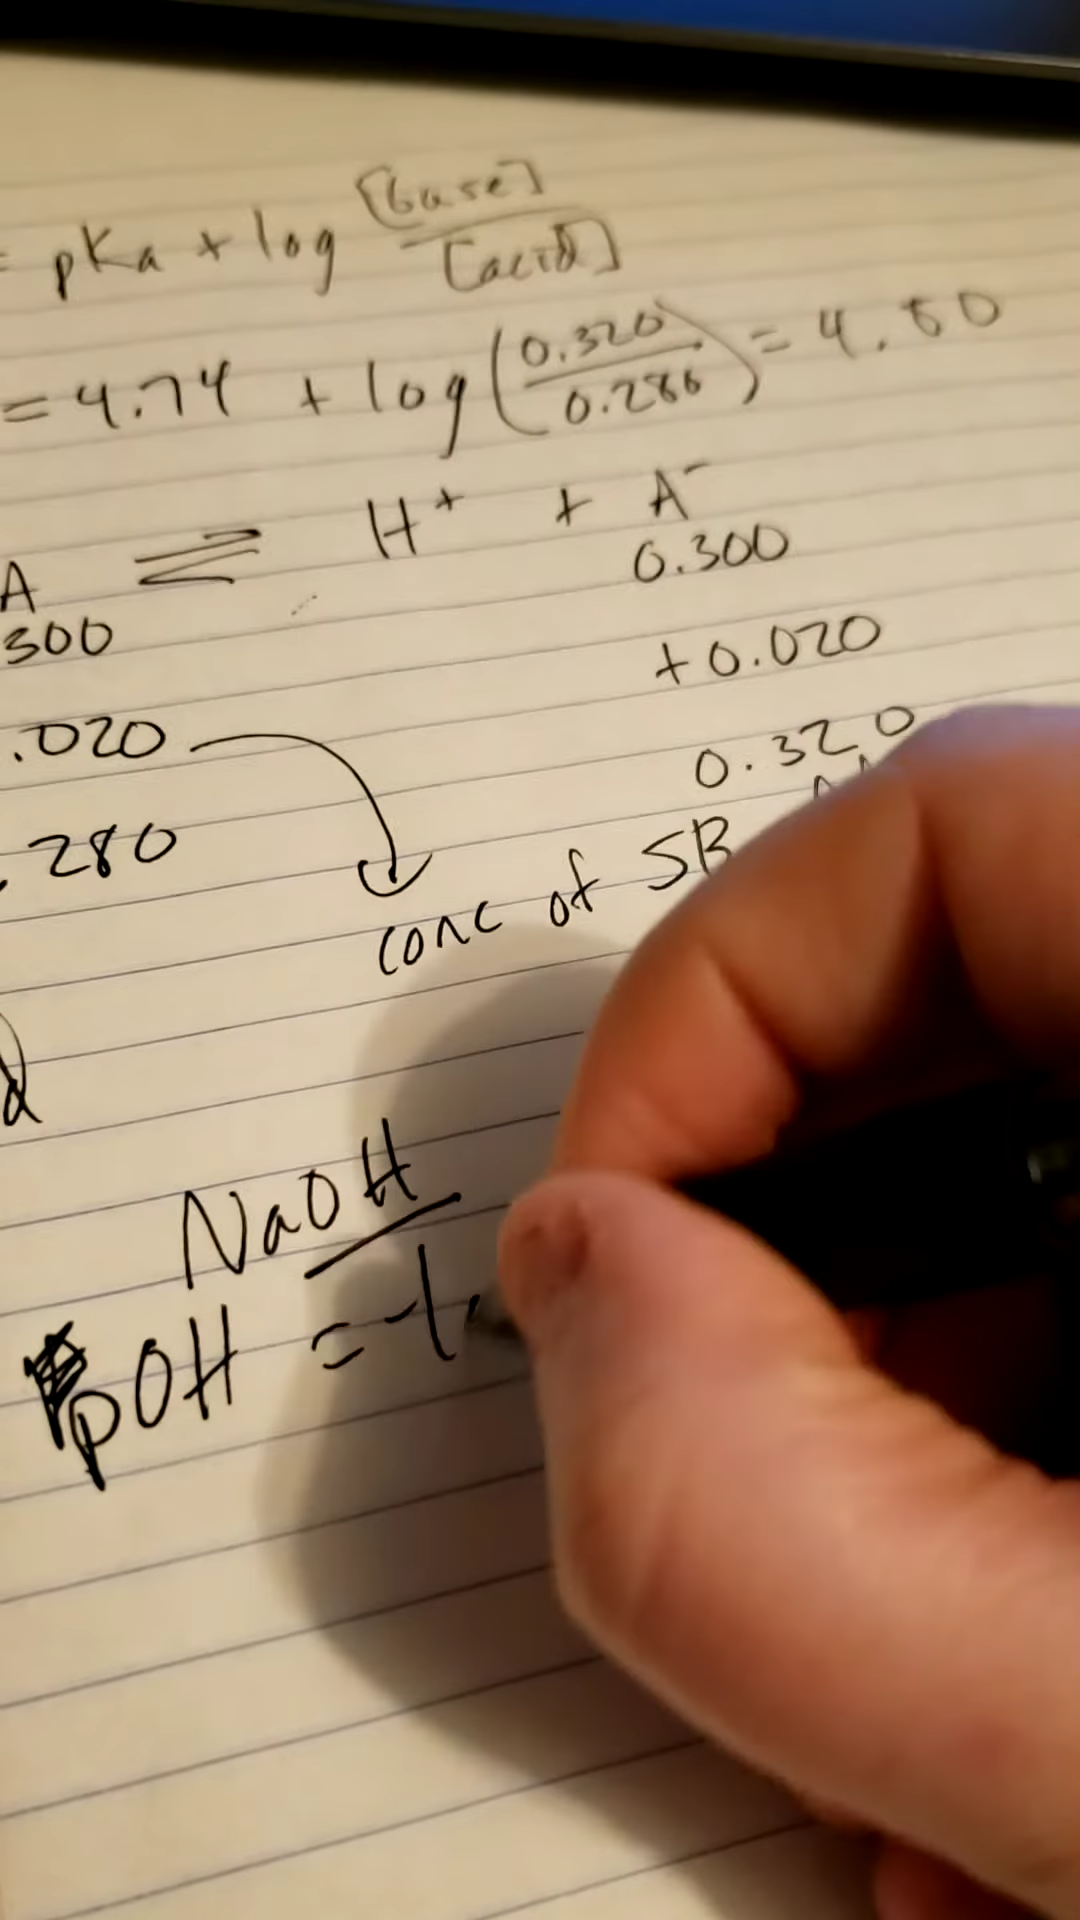 = pKa + log [base]/[acid]
= 4.74 + log (0.320/0.280) = 4.80
A ⇌ H⁺ + A⁻
300 0.300
.020 +0.020
0.320
.280
conc of SB
d
NaOH
pOH = -l